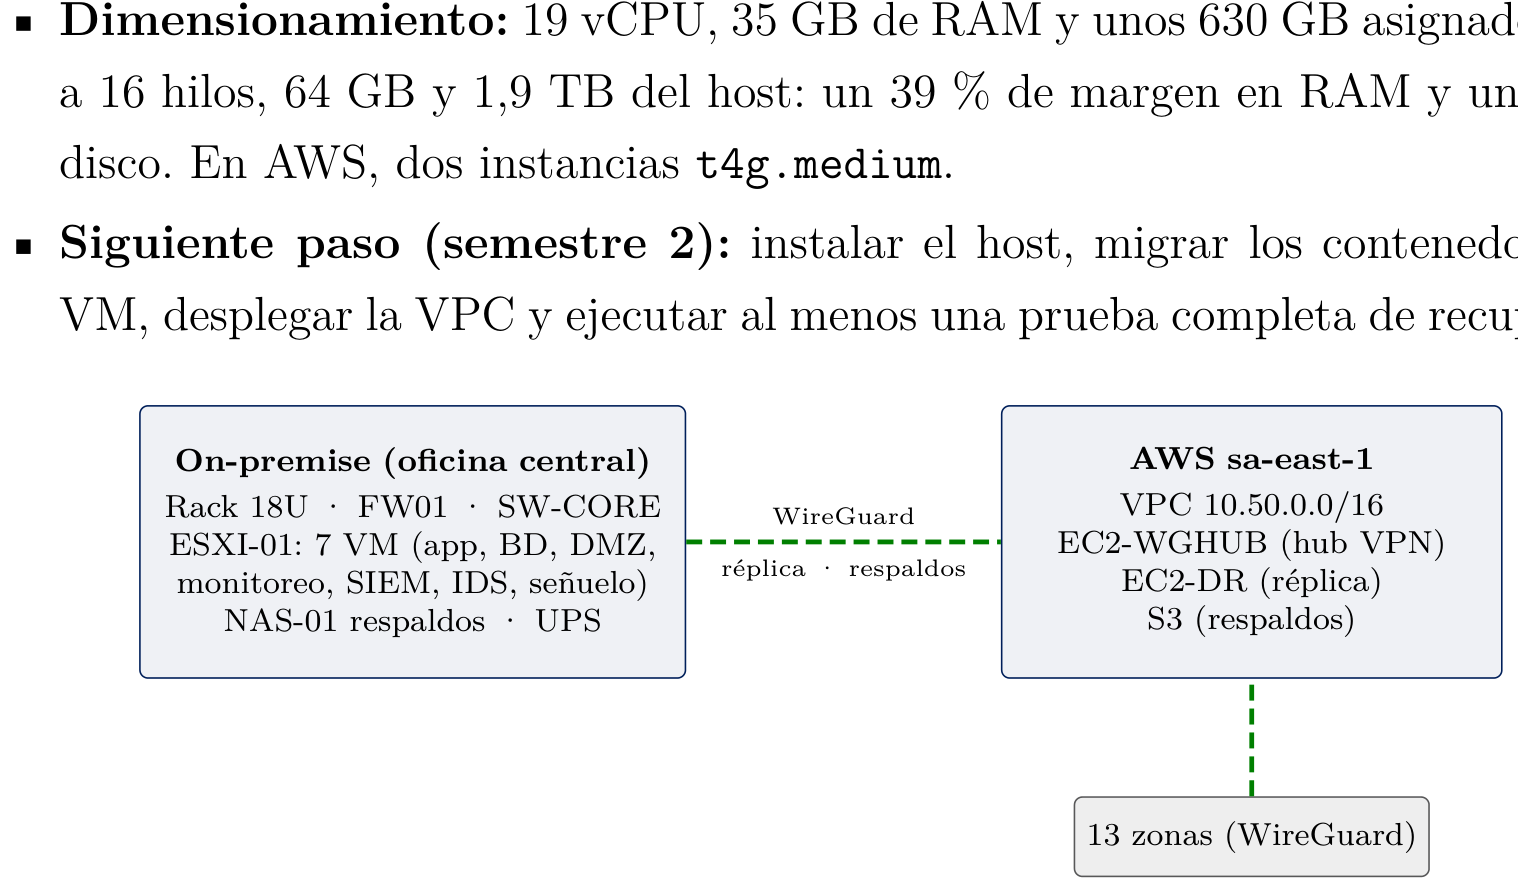 ▪ Dimensionamiento: 19 vCPU, 35 GB de RAM y unos 630 GB asignad
a 16 hilos, 64 GB y 1,9 TB del host: un 39 % de margen en RAM y un
disco. En AWS, dos instancias t4g.medium.
▪ Siguiente paso (semestre 2): instalar el host, migrar los contened
VM, desplegar la VPC y ejecutar al menos una prueba completa de recu
On-premise (oficina central)
Rack 18U · FW01 · SW-CORE
ESXI-01: 7 VM (app, BD, DMZ,
monitoreo, SIEM, IDS, señuelo)
NAS-01 respaldos · UPS
WireGuard
réplica · respaldos
AWS sa-east-1
VPC 10.50.0.0/16
EC2-WGHUB (hub VPN)
EC2-DR (réplica)
S3 (respaldos)
13 zonas (WireGuard)